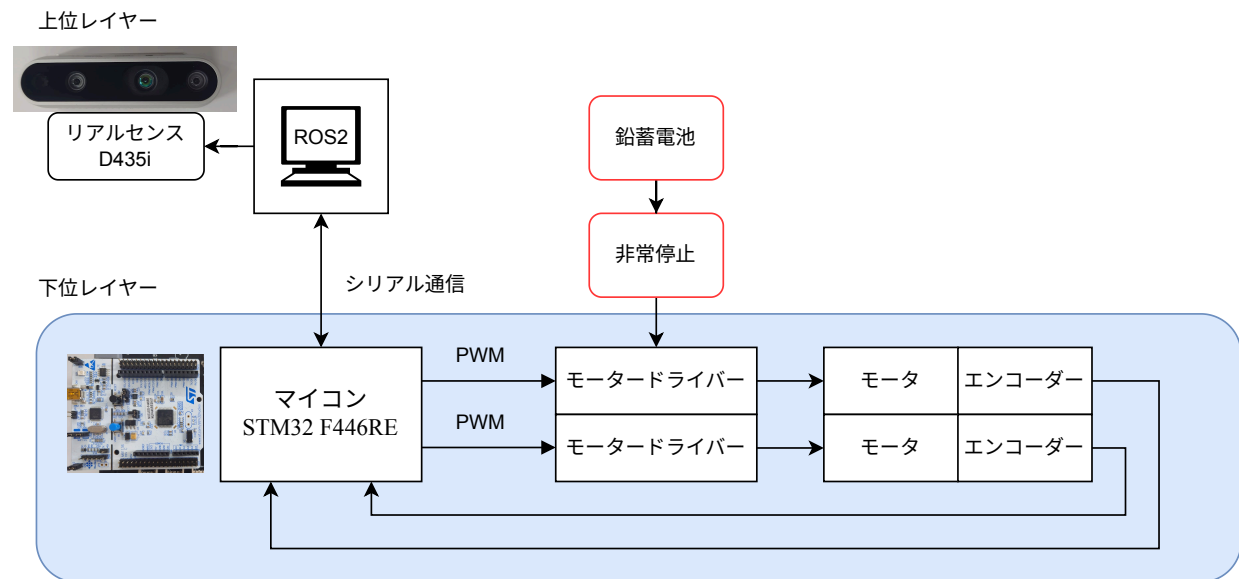 上位レイヤー
リアルセンス
D435i
ROS2
鉛蓄電池
非常停止
シリアル通信
下位レイヤー
マイコン
STM32 F446RE
PWM
PWM
モータードライバー
モータ
エンコーダー
モータードライバー
モータ
エンコーダー